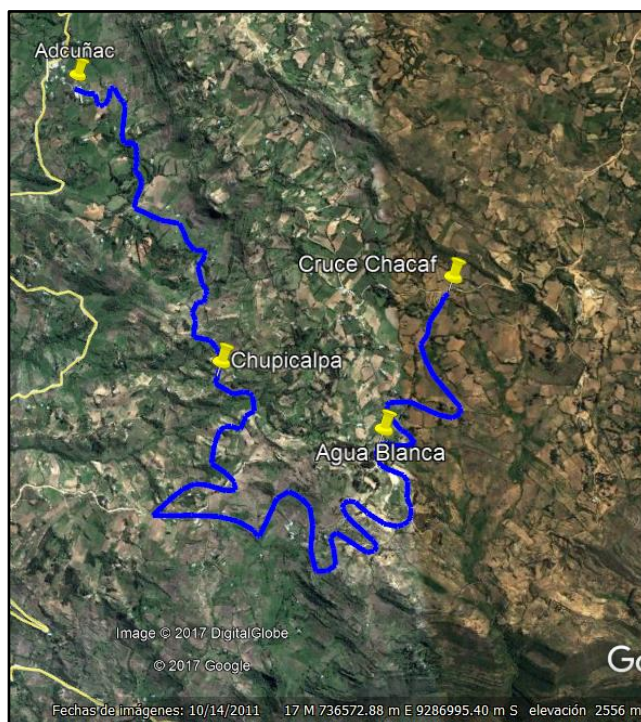 Adcuñac
Cruce Chacaf
Chupicalpa
Agua Blanca
Image © 2017 DigitalGlobe
© 2017 Google
Fechas de imágenes: 10/14/2011 17 M 736572.88 m E 9286995.40 m S elevación 2556 m